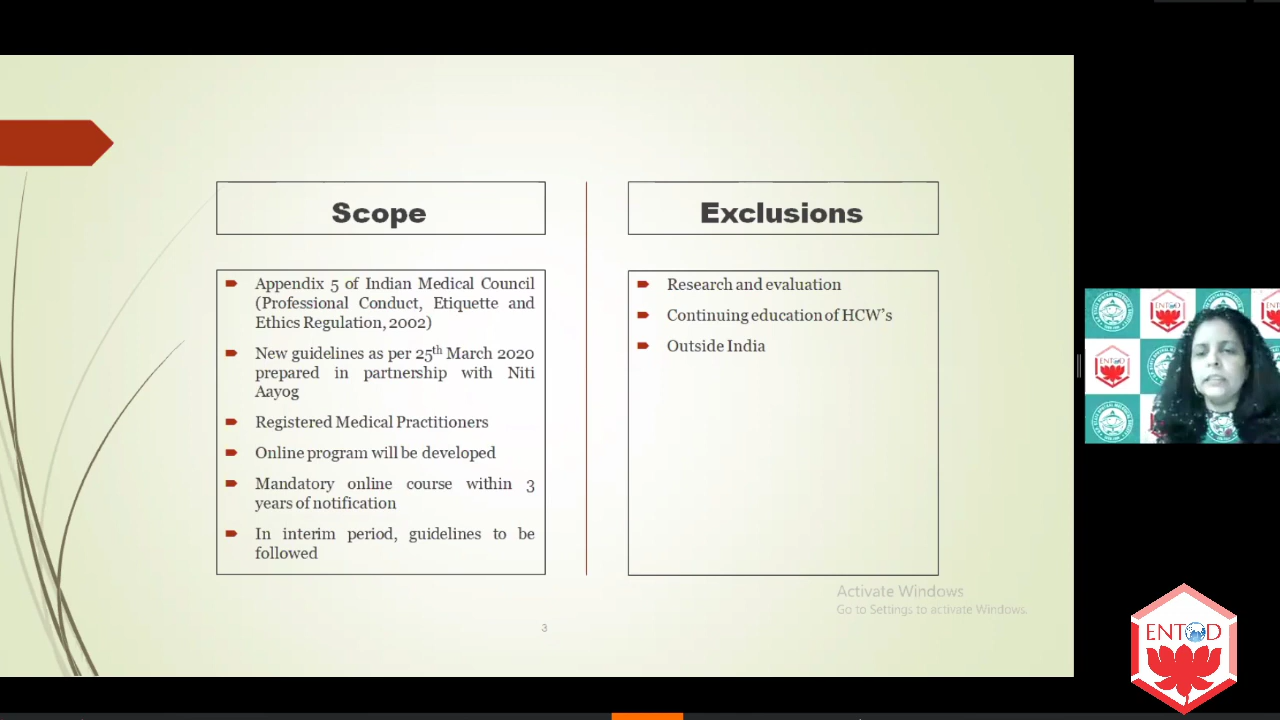 Scope
Appendix 5 of Indian Medical Council
(Professional Conduct, Etiquette and
Ethics Regulation, 2002)
New guidelines as per 25th March 2020
prepared in partnership with Niti
Aayog
Registered Medical Practitioners
Online program will be developed
Mandatory online course within 3
years of notification
In interim period, guidelines to be
followed
Exclusions
Research and evaluation
Continuing education of HCW's
Outside India
Activate Windows
Go to Settings to activate Windows.
3
ENTOD
ENTOD
ENTOD